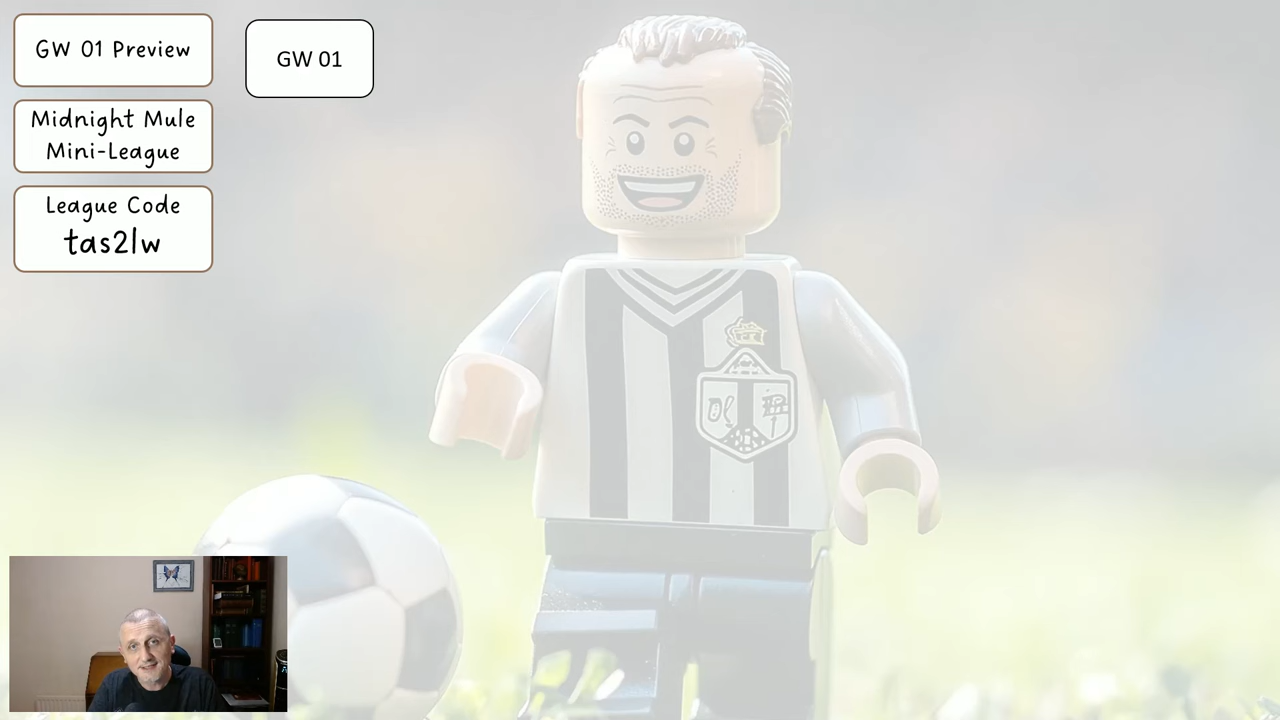 GW 01 Preview
GW 01
Midnight Mule
Mini-League
League Code
tas2lw